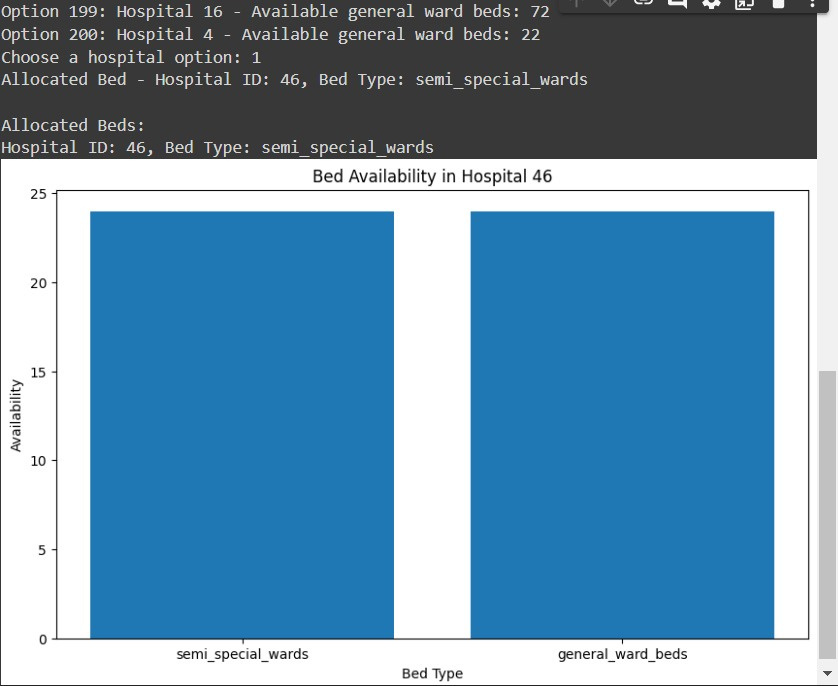 Option 199: Hospital 16 - Available general ward beds: 72
Option 200: Hospital 4 - Available general ward beds: 22
Choose a hospital option: 1
Allocated Bed - Hospital ID: 46, Bed Type: semi_special_wards
Allocated Beds:
Hospital ID: 46, Bed Type: semi_special_wards
Bed Availability in Hospital 46
25
20
15
10
5
0
Availability
semi_special_wards general_ward_beds
Bed Type